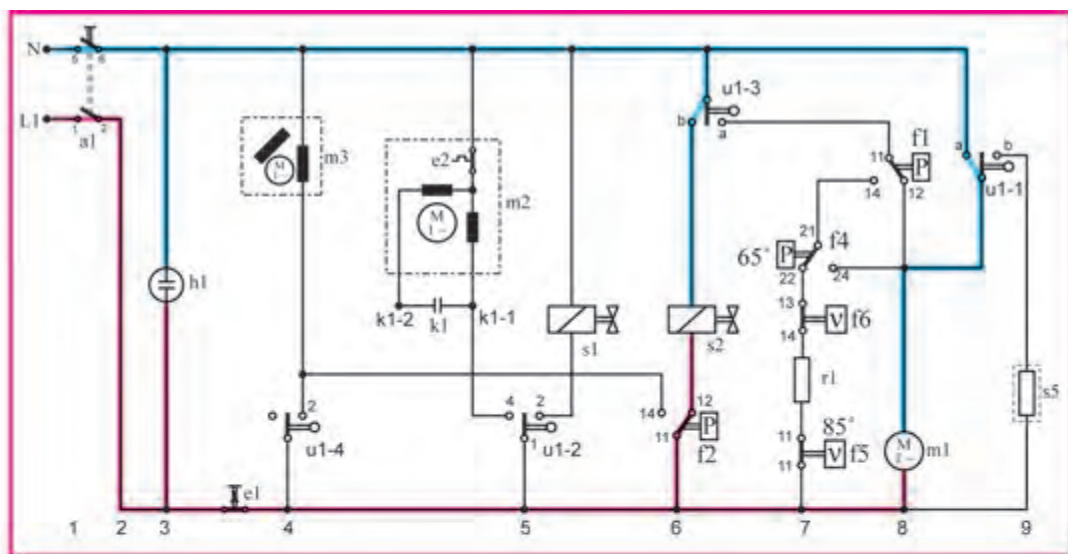 N
5 6
L1
1 2
a1
h1
M
1~
m3
e2
m2
M
1~
k1-2
k1
k1-1
s1
s2
u1-3
b
a
f1
11
P
14
12
a
b
u1-1
21
65°
P
f4
22
24
13
V
f6
14
r1
85°
11
V
f5
11
M
1~
m1
s5
2
u1-4
4
2
1
u1-2
14
12
11
P
f2
e1
1 2 3 4 5 6 7 8 9